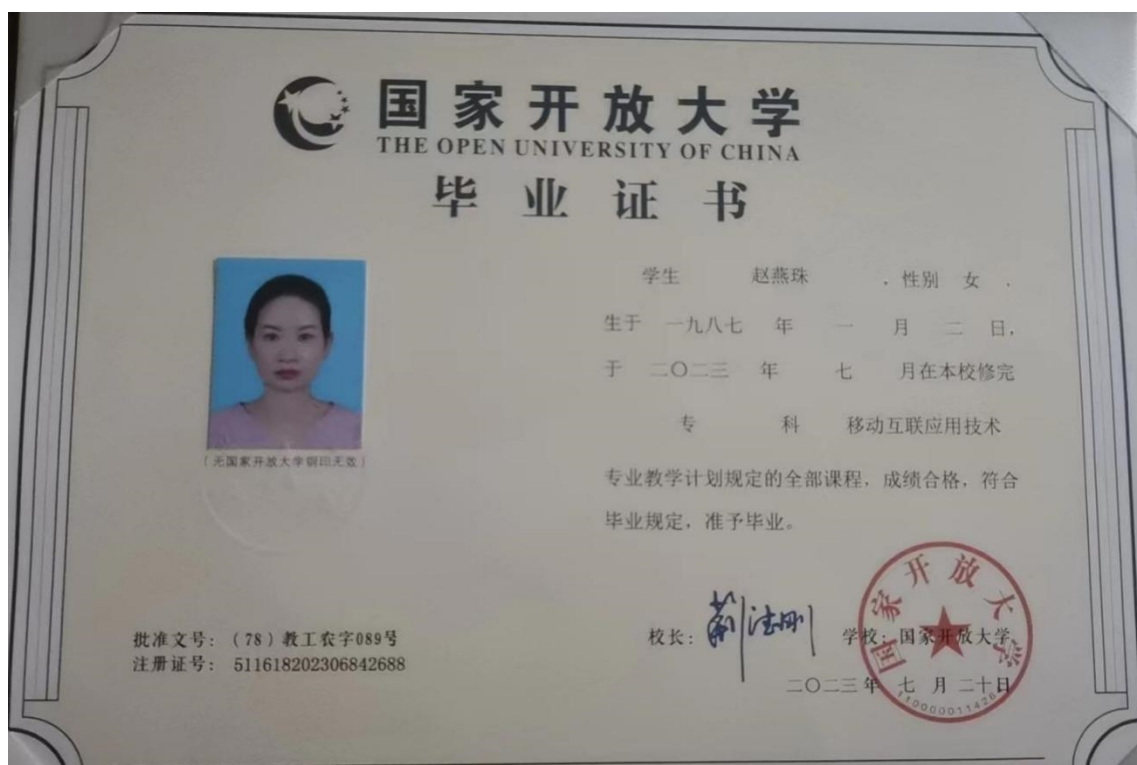 国家开放大学
THE OPEN UNIVERSITY OF CHINA
毕业证书
学生 赵燕珠 ,性别 女 .
生于 一九八七 年 一 月 二 日,
于 二〇二三 年 七 月在本校修完
专 科 移动互联应用技术
专业教学计划规定的全部课程,成绩合格,符合
毕业规定,准予毕业。
(无国家开放大学钢印无效)
批准文号:(78)教工农字089号
注册证号: 511618202306842688
校长: 荆德刚 学校: 国家开放大学
二〇二三年 七 月 二十日
国家开放大学